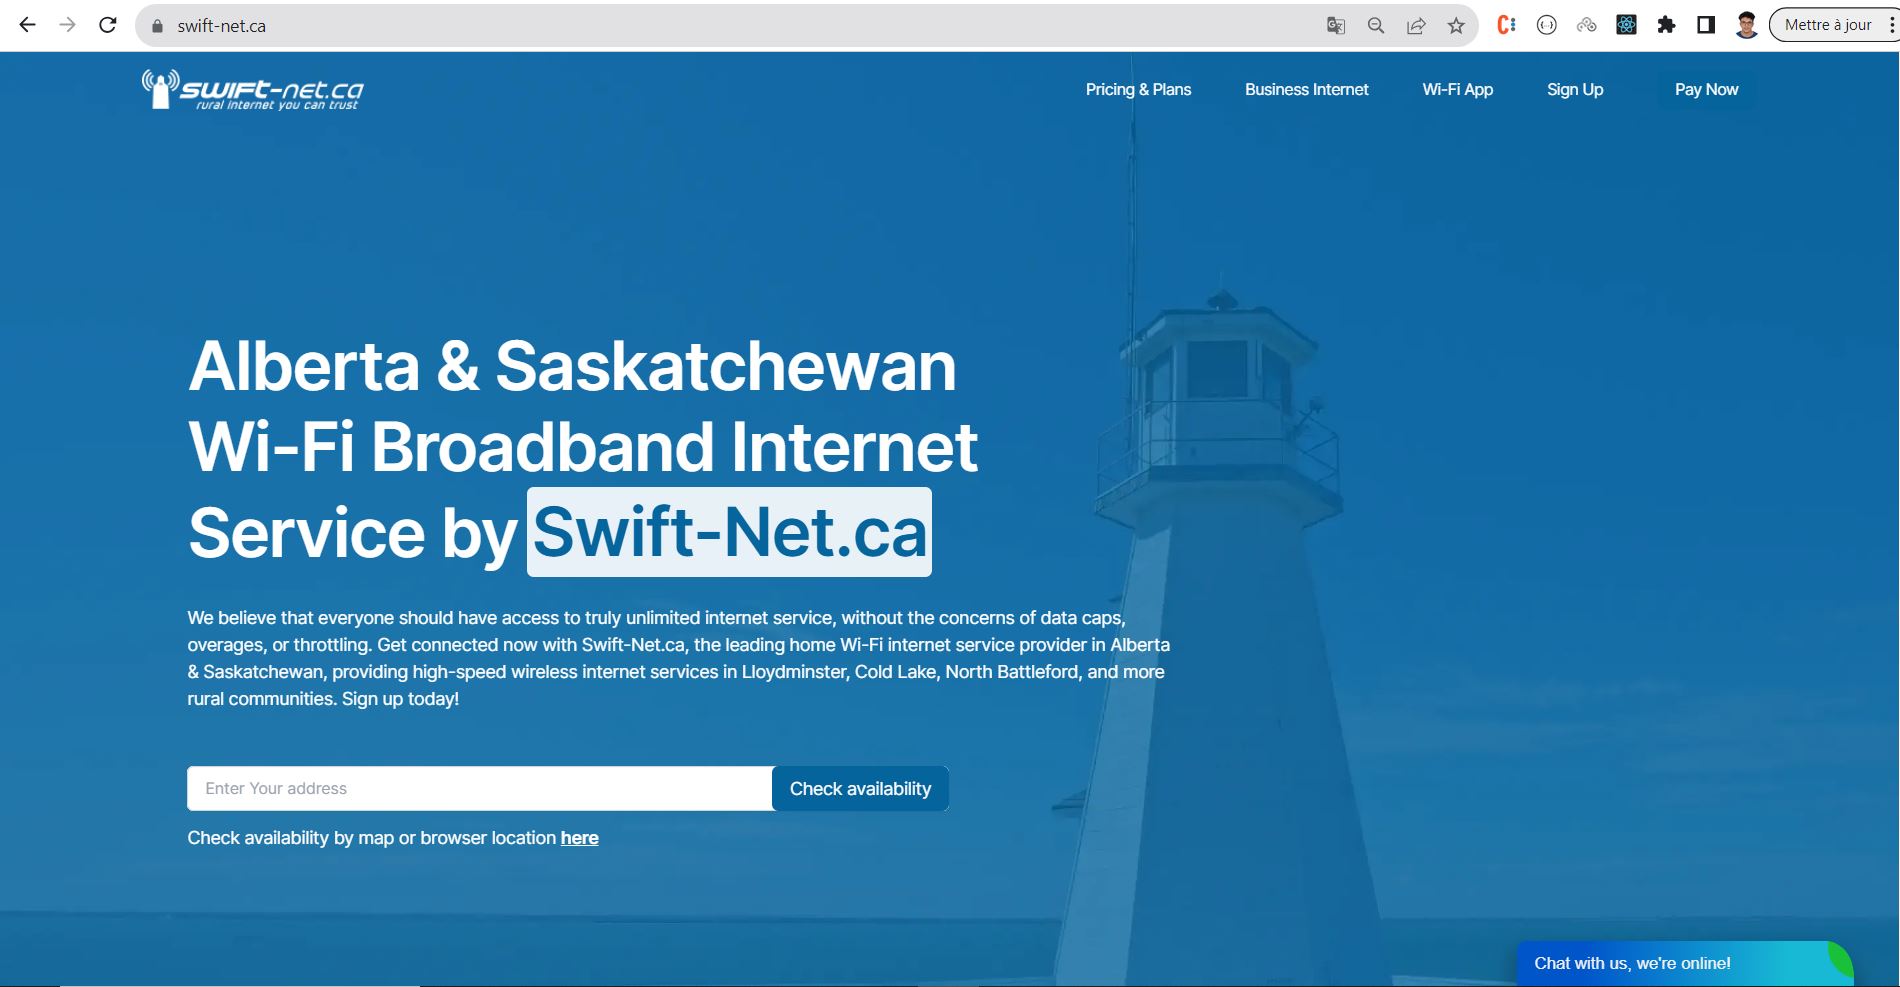 swift-net.ca
Mettre à jour
SWIFT-net.ca
rural internet you can trust
Pricing & Plans
Business Internet
Wi-Fi App
Sign Up
Pay Now
Alberta & Saskatchewan
Wi-Fi Broadband Internet
Service by Swift-Net.ca
We believe that everyone should have access to truly unlimited internet service, without the concerns of data caps,
overages, or throttling. Get connected now with Swift-Net.ca, the leading home Wi-Fi internet service provider in Alberta
& Saskatchewan, providing high-speed wireless internet services in Lloydminster, Cold Lake, North Battleford, and more
rural communities. Sign up today!
Enter Your address
Check availability
Check availability by map or browser location here
Chat with us, we're online!